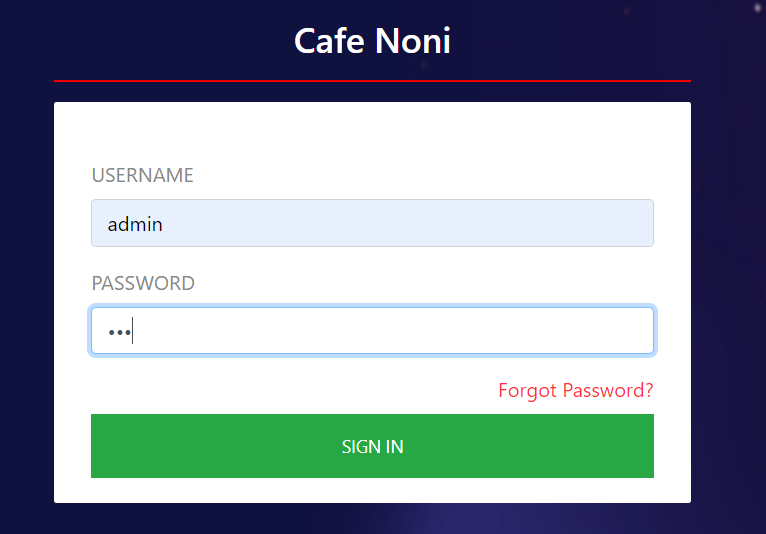 Cafe Noni
USERNAME
admin
PASSWORD
•••
Forgot Password?
SIGN IN